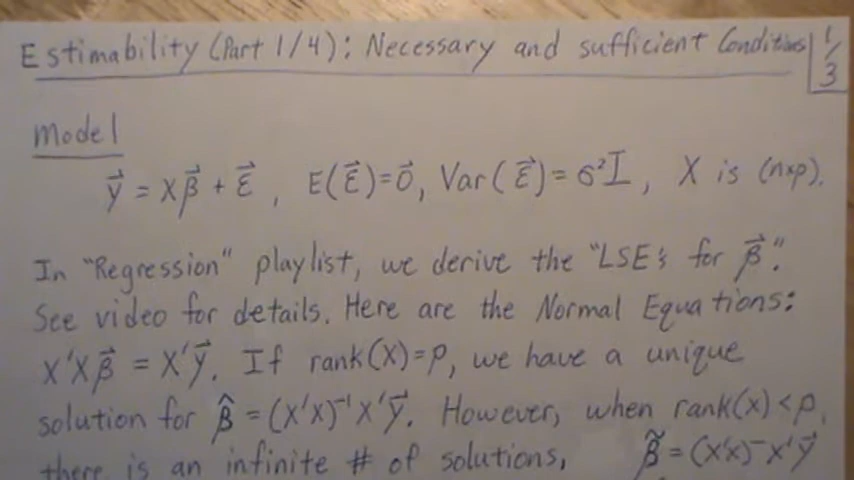 Estimability (Part 1/4): Necessary and sufficient Conditions 1/3
Model
y⃗ = Xβ⃗ + ε⃗ , E(ε⃗)=0⃗, Var(ε⃗)= σ²I, X is (n×p).
In "Regression" playlist, we derive the "LSE's for β⃗."
See video for details. Here are the Normal Equations:
X'Xβ⃗ = X'y⃗. If rank(X)=p, we have a unique
solution for β̂ = (X'X)⁻¹X'y⃗. However, when rank(X)<p,
there is an infinite # of solutions, β̃ = (X'X)⁻X'y⃗